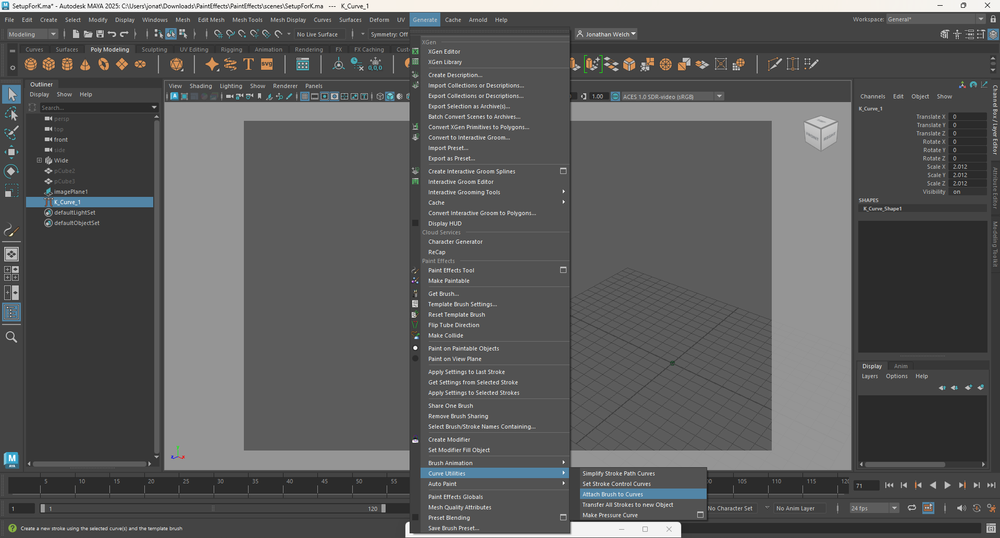 SetupForK.ma* - Autodesk MAYA 2025: C:\Users\jonat\Downloads\PaintEffects\PaintEffects\scenes\SetupForK.ma --- K_Curve_1
File Edit Create Select Modify Display Windows Mesh Edit Mesh Mesh Tools Mesh Display Curves Surfaces Deform UV Generate Cache Arnold Help
Workspace: General*
Modeling
No Live Surface
Symmetry: Off
Jonathan Welch
Curves Surfaces Poly Modeling Sculpting UV Editing Rigging Animation Rendering FX FX Caching Cust
T svg 0,0,0
Outliner
Display Show Help
Search...
persp
top
front
side
Wide
pCube2
pCube3
imagePlane1
K_Curve_1
defaultLightSet
defaultObjectSet
View Shading Lighting Show Renderer Panels
1.00 ACES 1.0 SDR-video (sRGB)
FRONT RIGHT
XGen
XGen Editor
XGen Library
Create Description...
Import Collections or Descriptions...
Export Collections or Descriptions...
Export Selection as Archive(s)...
Batch Convert Scenes to Archives...
Convert XGen Primitives to Polygons...
Convert to Interactive Groom...
Import Preset...
Export as Preset...
Create Interactive Groom Splines
Interactive Groom Editor
Interactive Grooming Tools
Cache
Convert Interactive Groom to Polygons...
Display HUD
Cloud Services
Character Generator
ReCap
Paint Effects
Paint Effects Tool
Make Paintable
Get Brush...
Template Brush Settings...
Reset Template Brush
Flip Tube Direction
Make Collide
Paint on Paintable Objects
Paint on View Plane
Apply Settings to Last Stroke
Get Settings from Selected Stroke
Apply Settings to Selected Strokes
Share One Brush
Remove Brush Sharing
Select Brush/Stroke Names Containing...
Create Modifier
Set Modifier Fill Object
Brush Animation
Curve Utilities
Auto Paint
Paint Effects Globals
Mesh Quality Attributes
Preset Blending
Save Brush Preset...
Simplify Stroke Path Curves
Set Stroke Control Curves
Attach Brush to Curves
Transfer All Strokes to new Object
Make Pressure Curve
Channels Edit Object Show
K_Curve_1
Translate X 0
Translate Y 0
Translate Z 0
Rotate X 0
Rotate Y 0
Rotate Z 0
Scale X 2.012
Scale Y 2.012
Scale Z 2.012
Visibility on
SHAPES
K_Curve_Shape1
Channel Box / Layer Editor
Attribute Editor
Modeling Toolkit
Display Anim
Layers Options Help
M
AYA
z x
5 10 15 20 25 30 35 40 45 50 55 00 105 110 115 120
71
1 1 120
No Character Set
No Anim Layer
24 fps
Create a new stroke using the selected curve(s) and the template brush